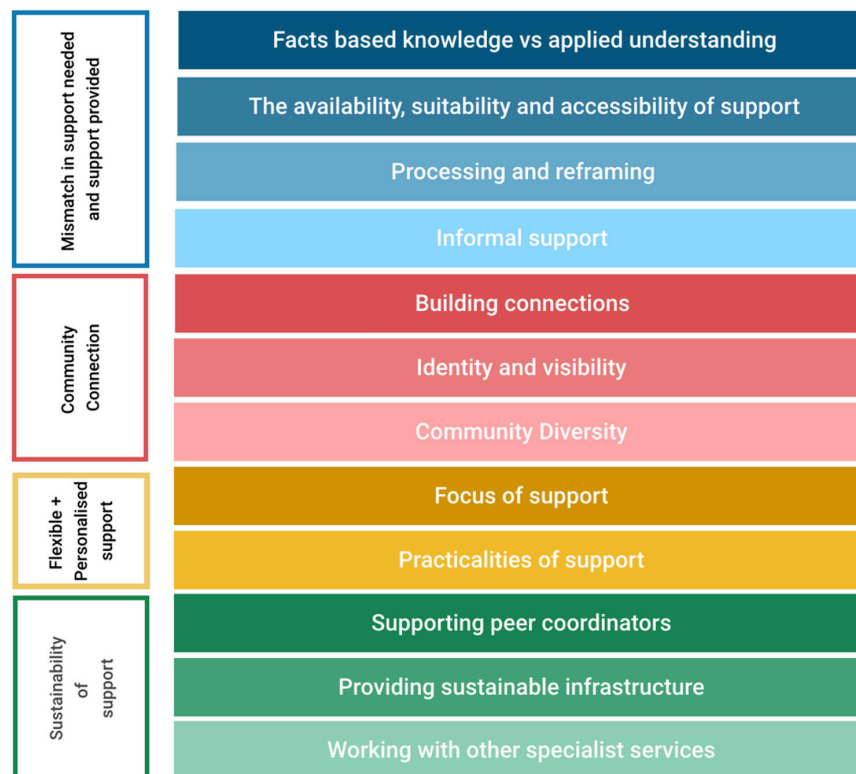 Mismatch in support needed
and support provided
Facts based knowledge vs applied understanding
The availability, suitability and accessibility of support
Processing and reframing
Informal support
Community
Connection
Building connections
Identity and visibility
Community Diversity
Flexible +
Personalised
support
Focus of support
Practicalities of support
Sustainability
of
support
Supporting peer coordinators
Providing sustainable infrastructure
Working with other specialist services